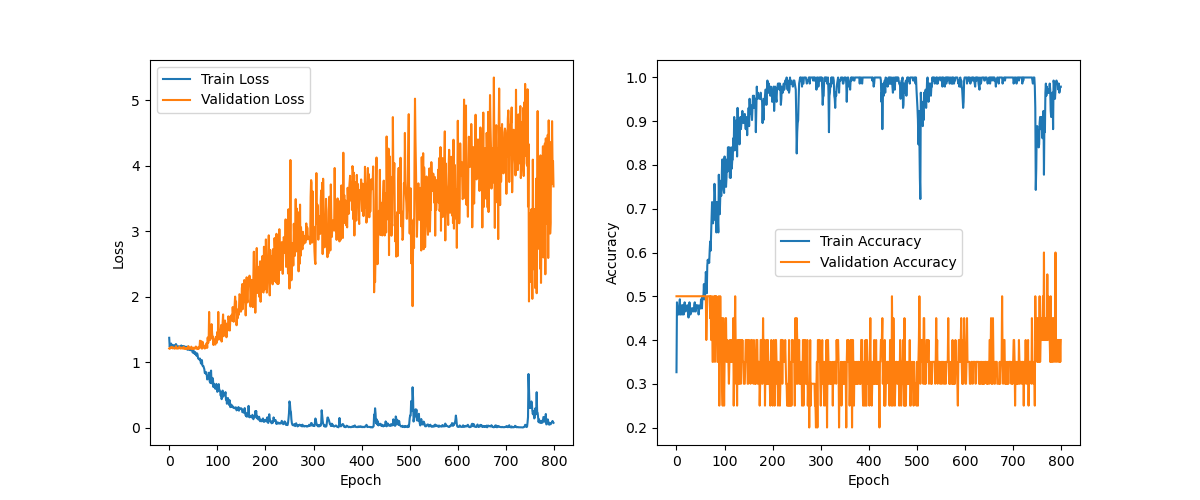 Train Loss
Validation Loss
Loss
5
4
3
2
1
0
0 100 200 300 400 500 600 700 800
Epoch
Train Accuracy
Validation Accuracy
Accuracy
1.0
0.9
0.8
0.7
0.6
0.5
0.4
0.3
0.2
0 100 200 300 400 500 600 700 800
Epoch